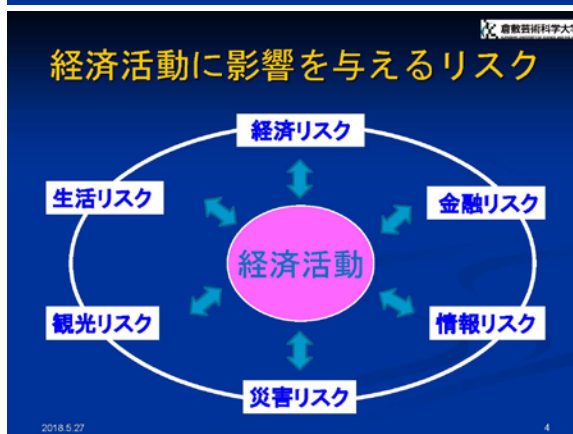 倉敷芸術科学大学
経済活動に影響を与えるリスク
経済リスク
生活リスク
金融リスク
経済活動
観光リスク
情報リスク
災害リスク
2018.5.27
4